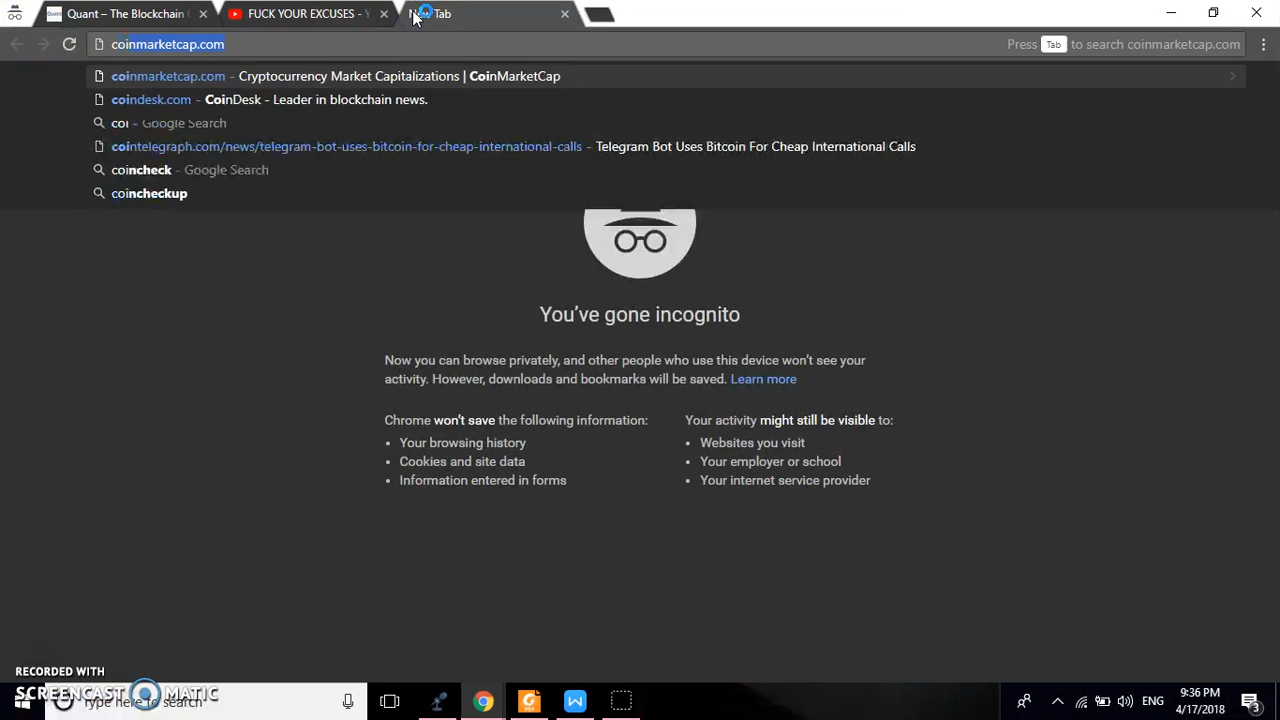 Quant – The Blockchain
FUCK YOUR EXCUSES - Y
Tab
coinmarketcap.com
Press Tab to search coinmarketcap.com
coinmarketcap.com - Cryptocurrency Market Capitalizations | CoinMarketCap
coindesk.com - CoinDesk - Leader in blockchain news.
coi - Google Search
cointelegraph.com/news/telegram-bot-uses-bitcoin-for-cheap-international-calls - Telegram Bot Uses Bitcoin For Cheap International Calls
coincheck - Google Search
coincheckup
You've gone incognito
Now you can browse privately, and other people who use this device won't see your
activity. However, downloads and bookmarks will be saved. Learn more
Chrome won't save the following information:
• Your browsing history
• Cookies and site data
• Information entered in forms
Your activity might still be visible to:
• Websites you visit
• Your employer or school
• Your internet service provider
RECORDED WITH
SCREENCAST MATIC
Type here to search
ENG
9:36 PM
4/17/2018
3